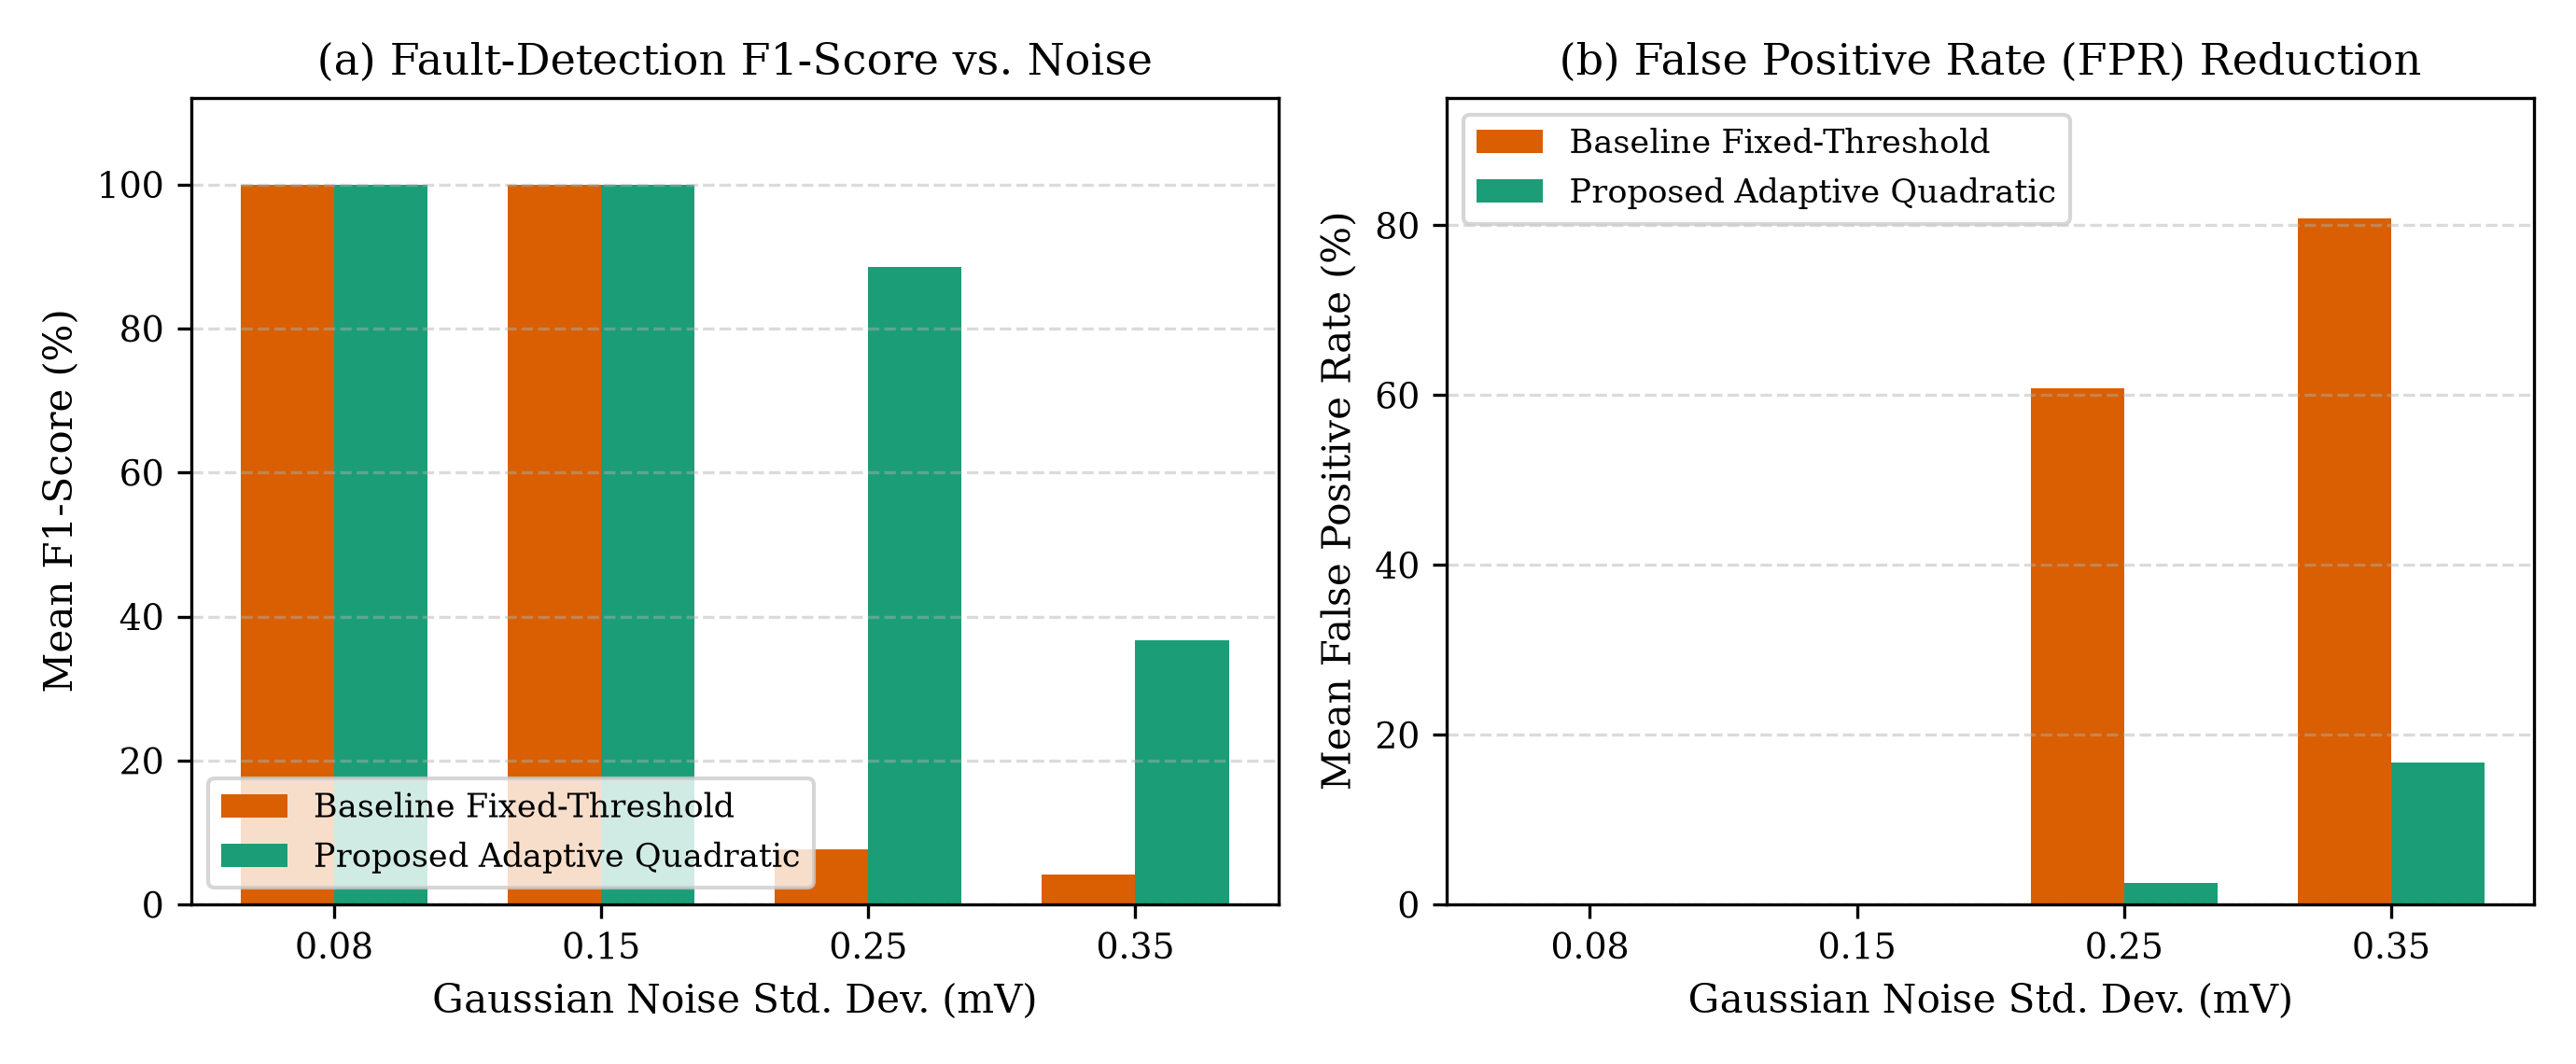 (a) Fault-Detection F1-Score vs. Noise
Mean F1-Score (%)
100
80
60
40
20
0
Baseline Fixed-Threshold
Proposed Adaptive Quadratic
0.08 0.15 0.25 0.35
Gaussian Noise Std. Dev. (mV)
(b) False Positive Rate (FPR) Reduction
Mean False Positive Rate (%)
Baseline Fixed-Threshold
Proposed Adaptive Quadratic
80
60
40
20
0
0.08 0.15 0.25 0.35
Gaussian Noise Std. Dev. (mV)